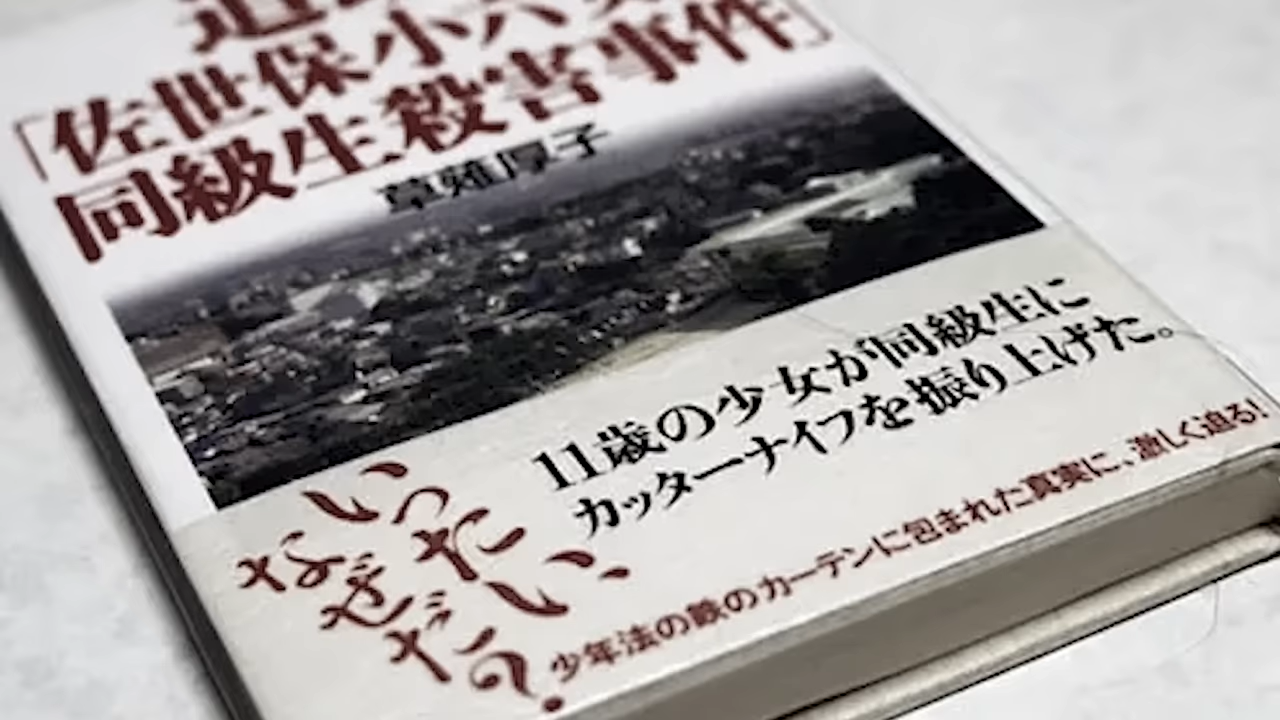 「佐世保小六女児
同級生殺害事件」
草薙厚子
11歳の少女が同級生に
カッターナイフを振り上げた。
いったい、
なぜだ?
少年法の鉄のカーテンに包まれた真実に、激しく迫る!